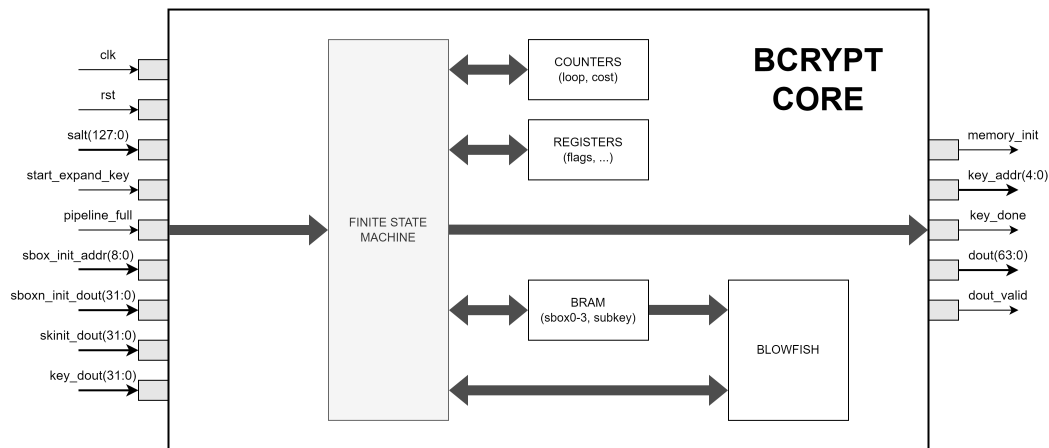 clk
rst
salt(127:0)
start_expand_key
pipeline_full
sbox_init_addr(8:0)
sboxn_init_dout(31:0)
skinit_dout(31:0)
key_dout(31:0)
FINITE STATE
MACHINE
COUNTERS
(loop, cost)
REGISTERS
(flags, ...)
BRAM
(sbox0-3, subkey)
BLOWFISH
BCRYPT
CORE
memory_init
key_addr(4:0)
key_done
dout(63:0)
dout_valid